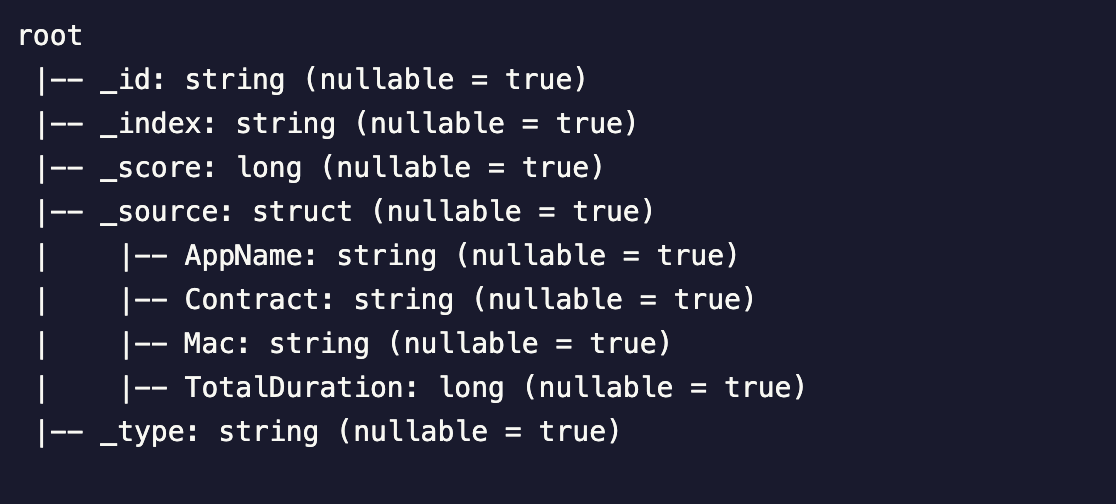 root
 |-- _id: string (nullable = true)
 |-- _index: string (nullable = true)
 |-- _score: long (nullable = true)
 |-- _source: struct (nullable = true)
 |    |-- AppName: string (nullable = true)
 |    |-- Contract: string (nullable = true)
 |    |-- Mac: string (nullable = true)
 |    |-- TotalDuration: long (nullable = true)
 |-- _type: string (nullable = true)